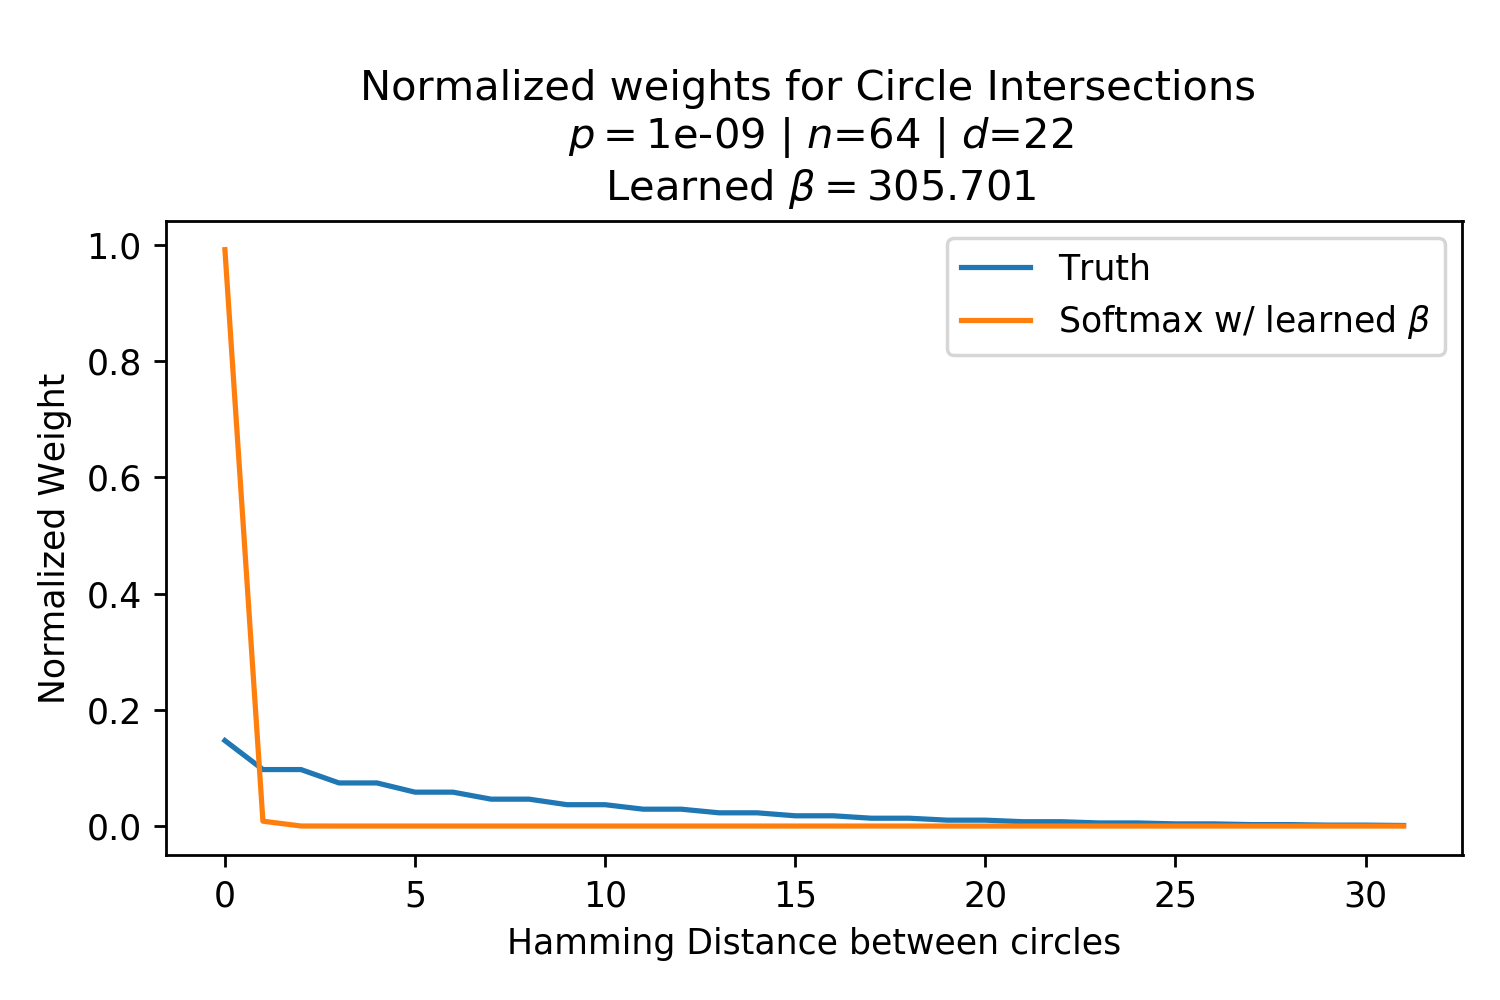 Normalized weights for Circle Intersections
p = 1e-09 | n=64 | d=22
Learned β = 305.701
Truth
Softmax w/ learned β
Normalized Weight
1.0
0.8
0.6
0.4
0.2
0.0
0 5 10 15 20 25 30
Hamming Distance between circles